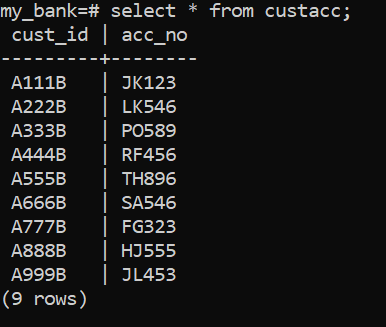 my_bank=# select * from custacc;
 cust_id | acc_no
---------+--------
 A111B   | JK123
 A222B   | LK546
 A333B   | PO589
 A444B   | RF456
 A555B   | TH896
 A666B   | SA546
 A777B   | FG323
 A888B   | HJ555
 A999B   | JL453
(9 rows)